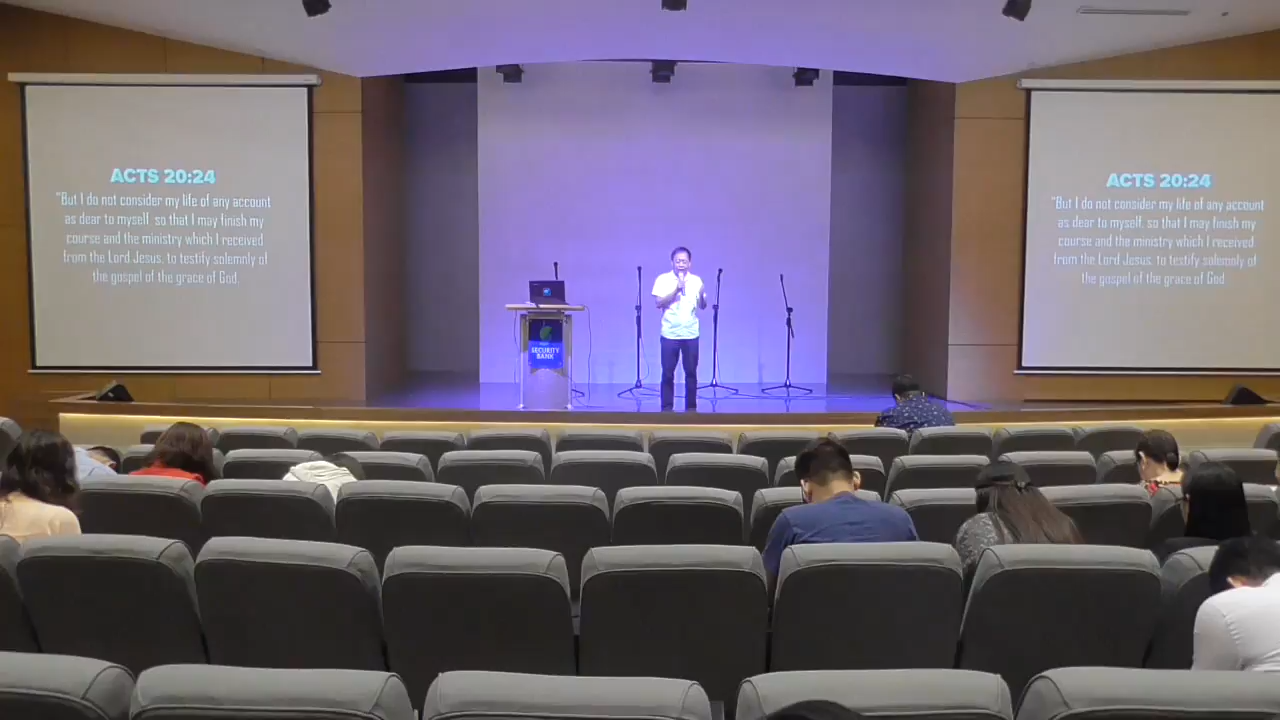 ACTS 20:24
"But I do not consider my life of any account
as dear to myself, so that I may finish my
course and the ministry which I received
from the Lord Jesus, to testify solemnly of
the gospel of the grace of God.
SECURITY
BANK
ACTS 20:24
"But I do not consider my life of any account
as dear to myself, so that I may finish my
course and the ministry which I received
from the Lord Jesus, to testify solemnly of
the gospel of the grace of God.